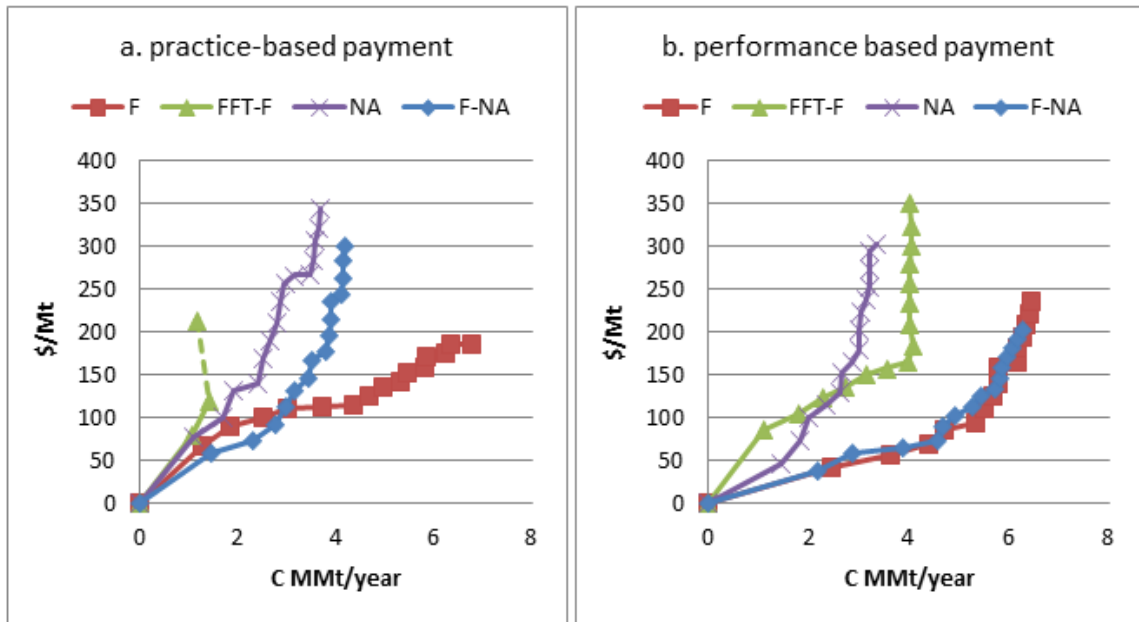 a. practice-based payment
F FFT-F NA F-NA
400
350
300
250
200
150
100
50
0
$/Mt
0 2 4 6 8
C MMt/year
b. performance based payment
F FFT-F NA F-NA
400
350
300
250
200
150
100
50
0
$/Mt
0 2 4 6 8
C MMt/year